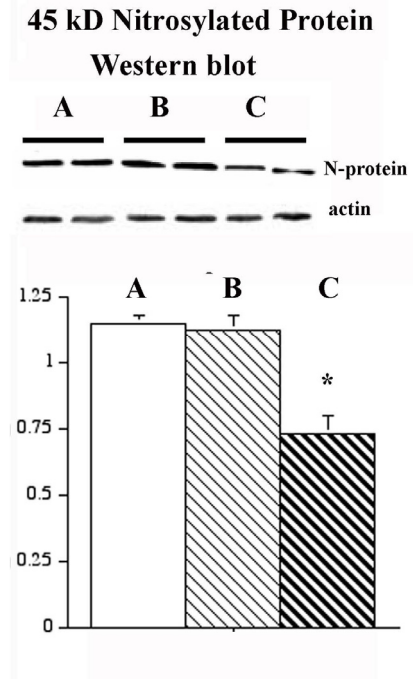 45 kD Nitrosylated Protein
Western blot
A B C
N-protein
actin
A B C
1.25
1
*
0.75
0.5
0.25
0